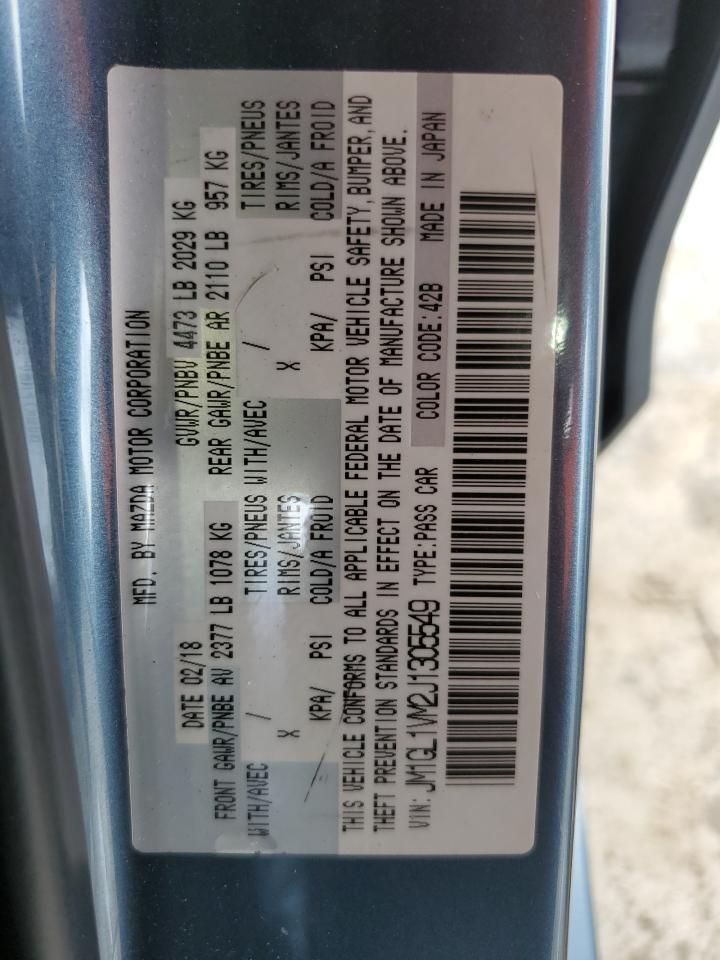 MFD. BY MAZDA MOTOR CORPORATION
DATE 02/18 GVWR/PNBV 4473 LB 2029 KG
FRONT GAWR/PNBE AV 2377 LB 1078 KG REAR GAWR/PNBE AR 2110 LB 957 KG
WITH/AVEC / TIRES/PNEUS WITH/AVEC / TIRES/PNEUS
X RIMS/JANTES X RIMS/JANTES
KPA/ PSI COLD/A FROID KPA/ PSI COLD/A FROID
THIS VEHICLE CONFORMS TO ALL APPLICABLE FEDERAL MOTOR VEHICLE SAFETY, BUMPER, AND
THEFT PREVENTION STANDARDS IN EFFECT ON THE DATE OF MANUFACTURE SHOWN ABOVE.
VIN: JM1GL1VM2J1305549 TYPE: PASS CAR COLOR CODE: 42B MADE IN JAPAN